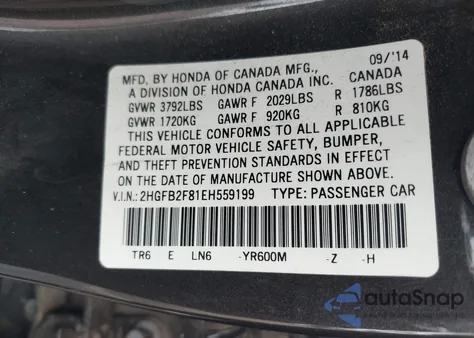 09/'14
MFD. BY HONDA OF CANADA MFG.,
A DIVISION OF HONDA CANADA INC. CANADA
GVWR 3792LBS GAWR F 2029LBS R 1786LBS
GVWR 1720KG GAWR F 920KG R 810KG
THIS VEHICLE CONFORMS TO ALL APPLICABLE
FEDERAL MOTOR VEHICLE SAFETY, BUMPER,
AND THEFT PREVENTION STANDARDS IN EFFECT
ON THE DATE OF MANUFACTURE SHOWN ABOVE.
V.I.N.: 2HGFB2F81EH559199 TYPE: PASSENGER CAR
TR6 E LN6 -YR600M -Z -H
autoSnap